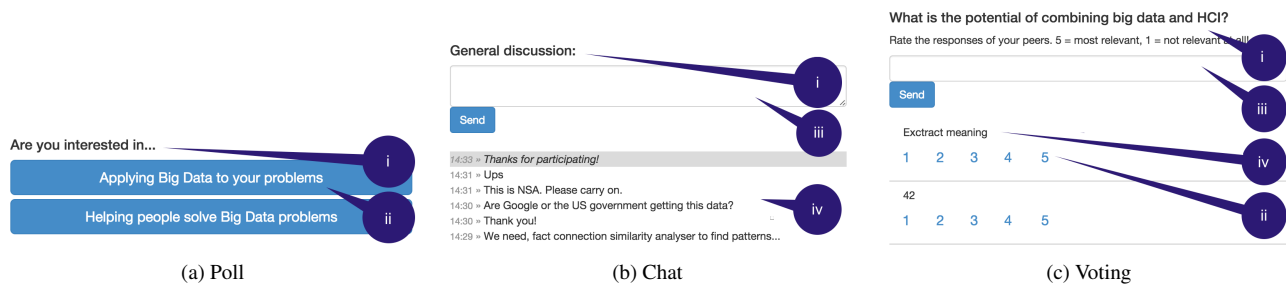 Are you interested in...
i
Applying Big Data to your problems
ii
Helping people solve Big Data problems
(a) Poll
General discussion:
i
iii
Send
14:33 » Thanks for participating!
14:31 » Ups
14:31 » This is NSA. Please carry on.
14:30 » Are Google or the US government getting this data?
iv
14:30 » Thank you!
14:29 » We need, fact connection similarity analyser to find patterns...
(b) Chat
What is the potential of combining big data and HCI?
Rate the responses of your peers. 5 = most relevant, 1 = not relevant at all!
i
iii
Send
Exctract meaning
iv
1 2 3 4 5
42
ii
1 2 3 4 5
(c) Voting